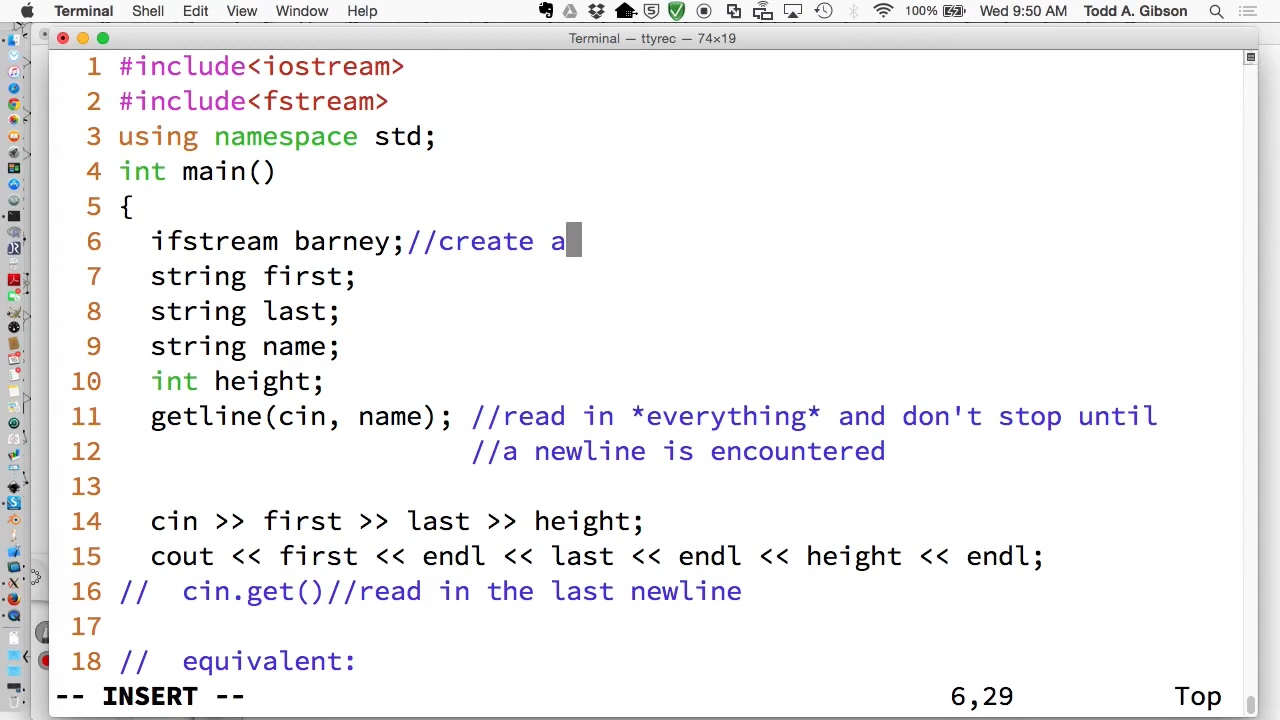 Terminal Shell Edit View Window Help 100% Wed 9:50 AM Todd A. Gibson
Terminal — ttyrec — 74×19
1 #include<iostream>
2 #include<fstream>
3 using namespace std;
4 int main()
5 {
6 ifstream barney;//create a
7 string first;
8 string last;
9 string name;
10 int height;
11 getline(cin, name); //read in *everything* and don't stop until
12 //a newline is encountered
13
14 cin >> first >> last >> height;
15 cout << first << endl << last << endl << height << endl;
16 // cin.get()//read in the last newline
17
18 // equivalent:
-- INSERT -- 6,29 Top